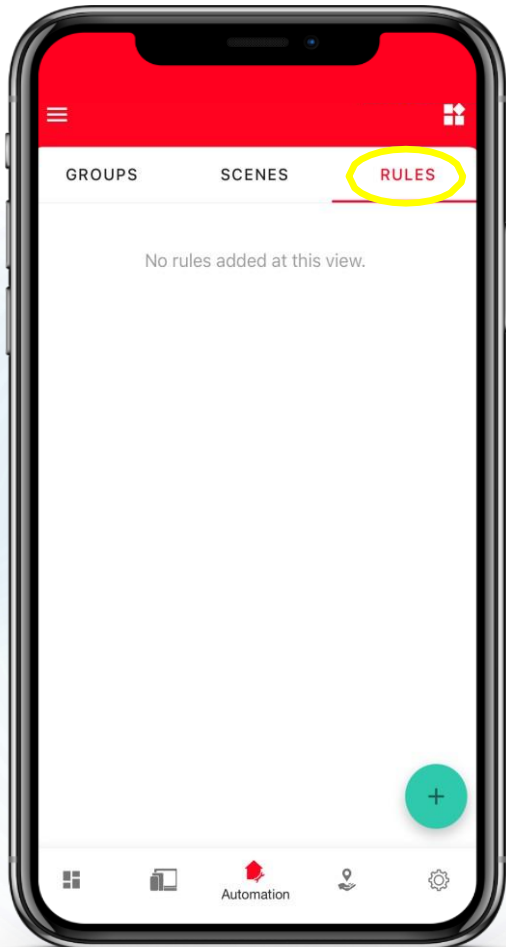 GROUPS SCENES RULES
No rules added at this view.
+
Automation